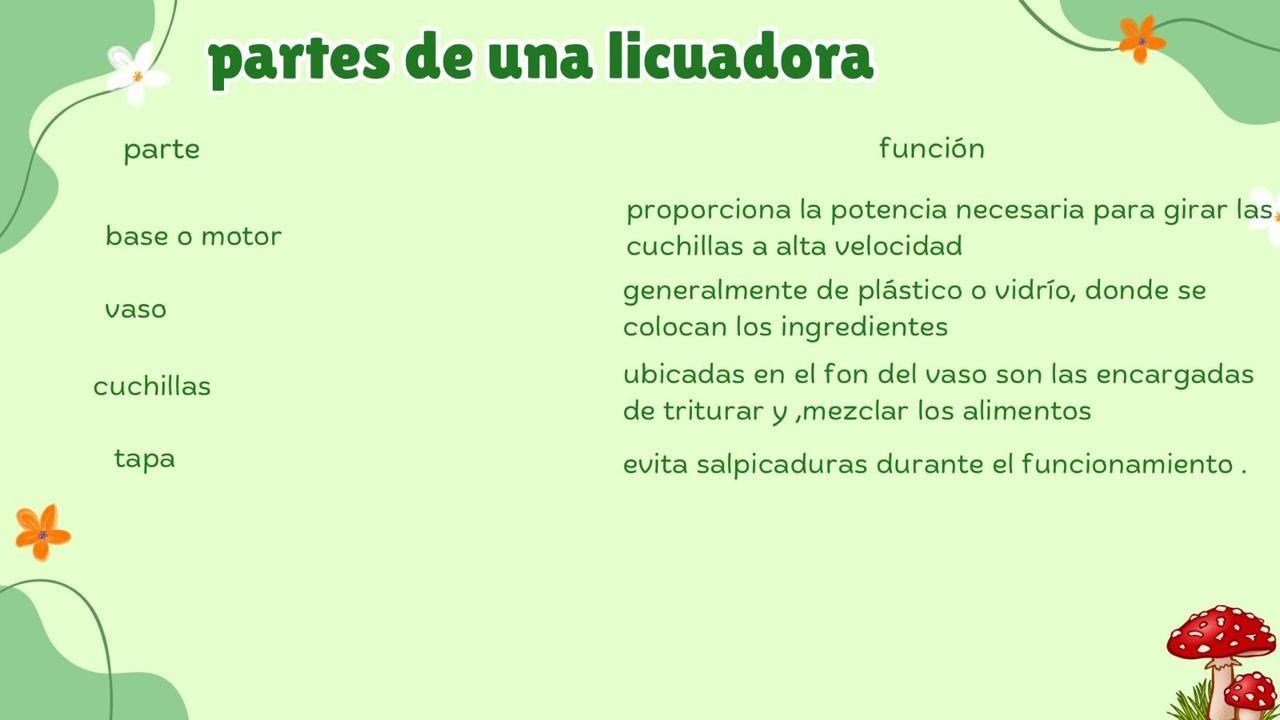 partes de una licuadora
parte
función
base o motor
proporciona la potencia necesaria para girar las
cuchillas a alta velocidad
vaso
generalmente de plástico o vidrío, donde se
colocan los ingredientes
cuchillas
ubicadas en el fon del vaso son las encargadas
de triturar y ,mezclar los alimentos
tapa
evita salpicaduras durante el funcionamiento .